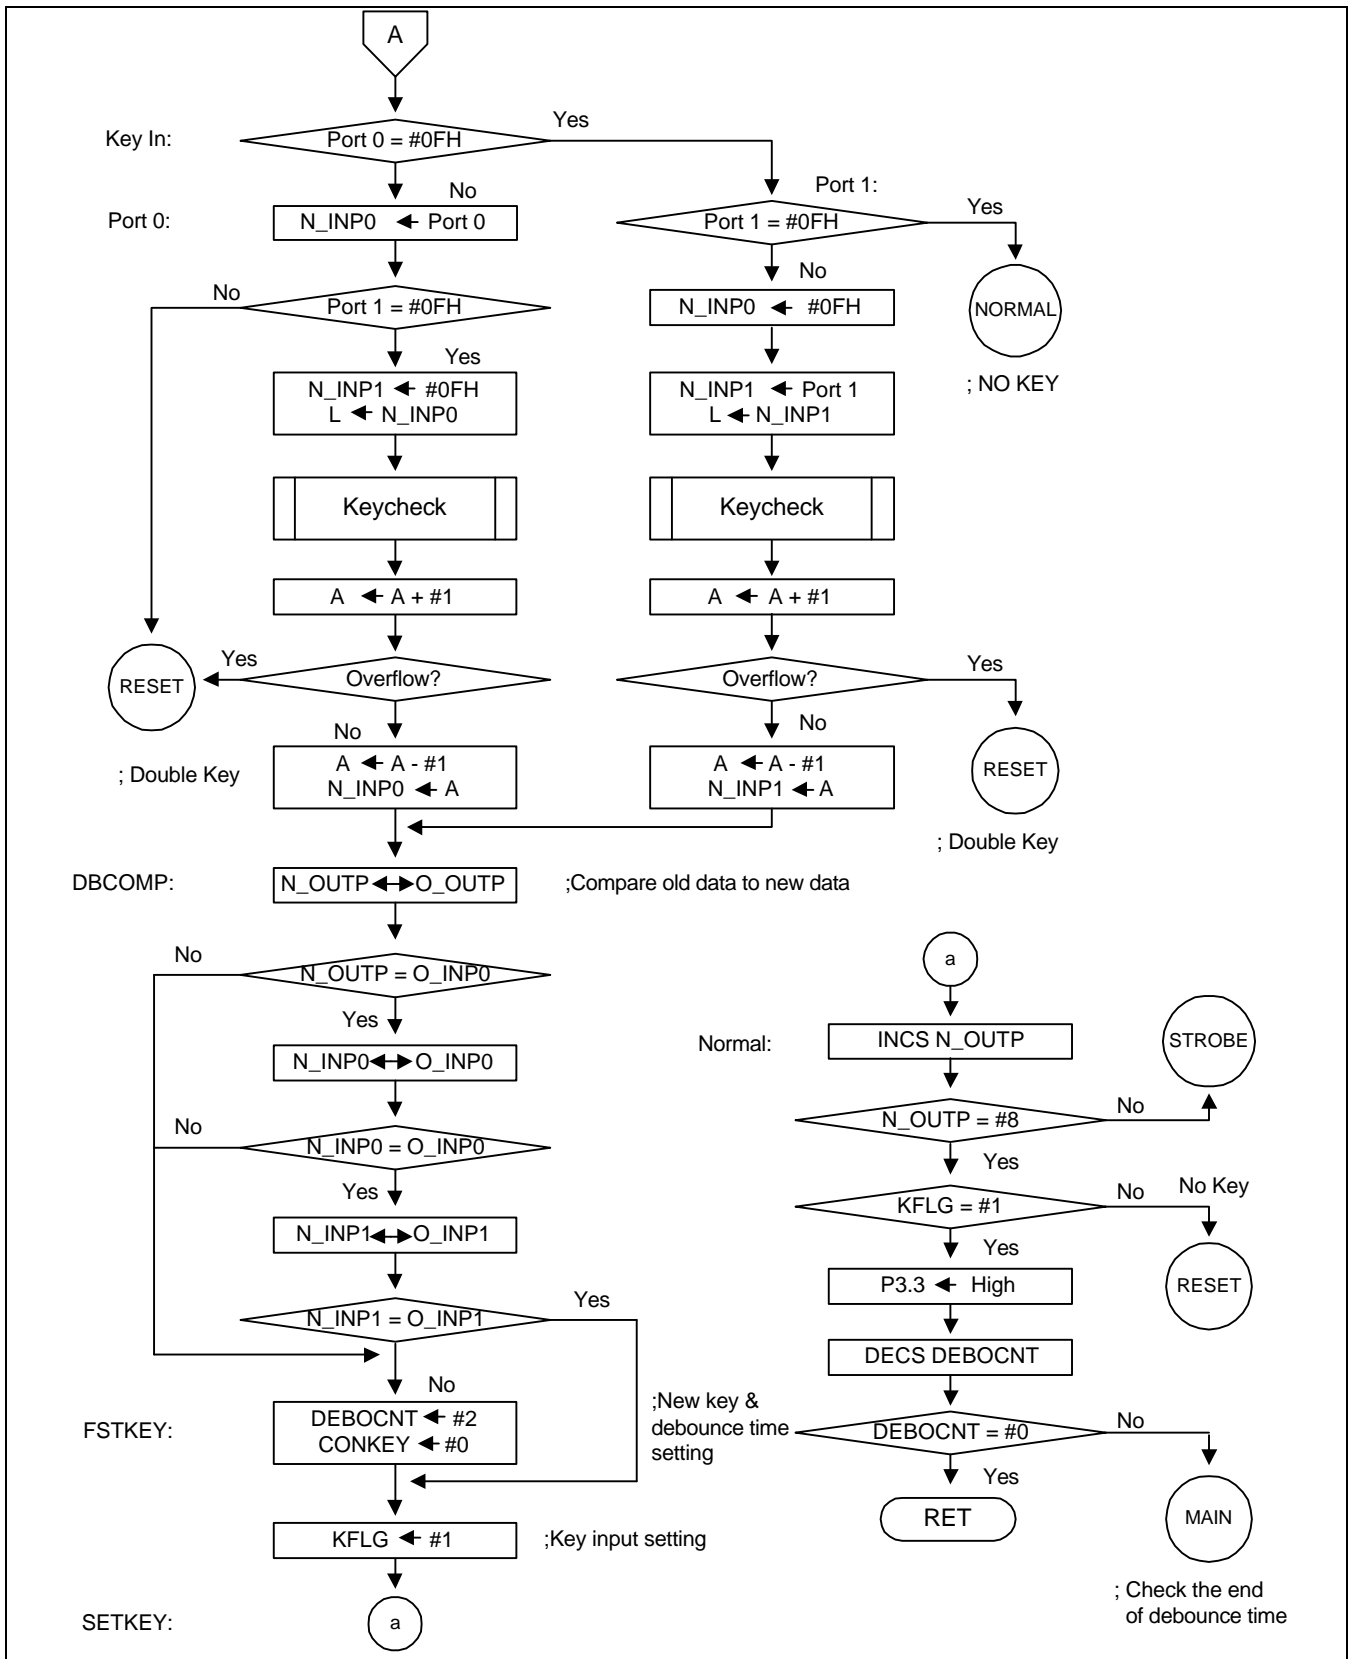 A
Key In:
Port 0 = #0FH
Yes
No
Port 1:
Port 0:
N_INP0 ← Port 0
Port 1 = #0FH
Yes
No
No
Port 1 = #0FH
N_INP0 ← #0FH
NORMAL
; NO KEY
Yes
N_INP1 ← #0FH
L ← N_INP0
N_INP1 ← Port 1
L ← N_INP1
Keycheck
Keycheck
A ← A + #1
A ← A + #1
RESET
Yes
Overflow?
Overflow?
Yes
No
No
; Double Key
A ← A - #1
N_INP0 ← A
A ← A - #1
N_INP1 ← A
RESET
; Double Key
DBCOMP:
N_OUTP ↔ O_OUTP
;Compare old data to new data
No
N_OUTP = O_INP0
Yes
N_INP0 ↔ O_INP0
No
N_INP0 = O_INP0
Yes
N_INP1 ↔ O_INP1
N_INP1 = O_INP1
Yes
No
FSTKEY:
DEBOCNT ← #2
CONKEY ← #0
;New key &
debounce time
setting
KFLG ← #1
;Key input setting
SETKEY:
a
a
Normal:
INCS N_OUTP
STROBE
N_OUTP = #8
No
Yes
KFLG = #1
No
No Key
Yes
RESET
P3.3 ← High
DECS DEBOCNT
DEBOCNT = #0
No
Yes
RET
MAIN
; Check the end
of debounce time